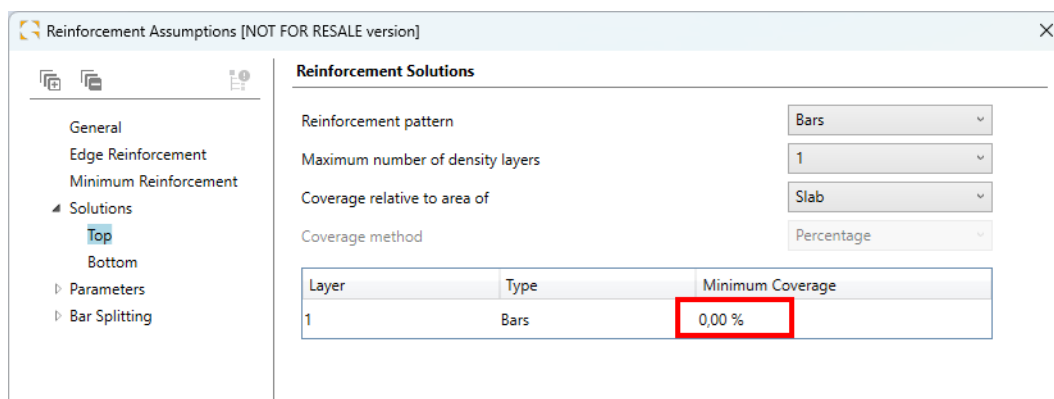 Reinforcement Assumptions [NOT FOR RESALE version]
Reinforcement Solutions
General
Edge Reinforcement
Minimum Reinforcement
Solutions
Top
Bottom
Parameters
Bar Splitting
Reinforcement pattern Bars
Maximum number of density layers 1
Coverage relative to area of Slab
Coverage method Percentage
Layer Type Minimum Coverage
1 Bars 0,00 %